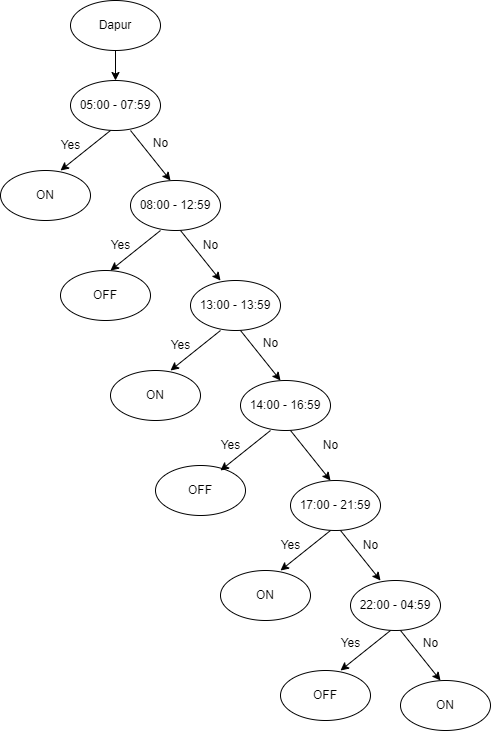 Dapur
05:00 - 07:59
Yes
No
ON
08:00 - 12:59
Yes
No
OFF
13:00 - 13:59
Yes
No
ON
14:00 - 16:59
Yes
No
OFF
17:00 - 21:59
Yes
No
ON
22:00 - 04:59
Yes
No
OFF
ON